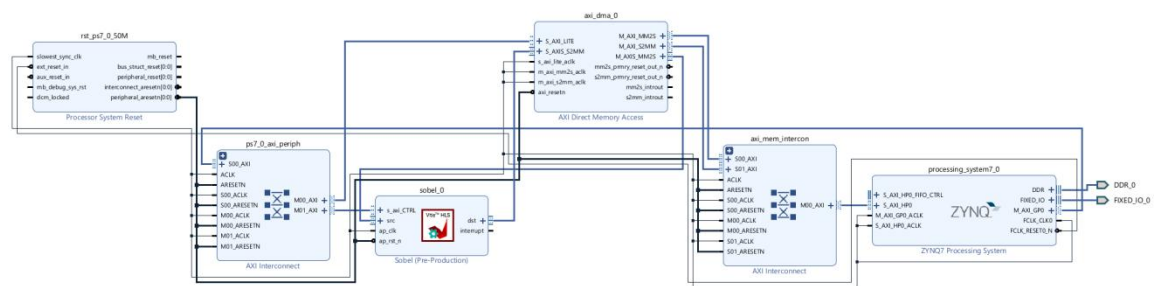 rst_ps7_0_50M
slowest_sync_clk
ext_reset_in
aux_reset_in
mb_debug_sys_rst
dcm_locked
mb_reset
bus_struct_reset[0:0]
peripheral_reset[0:0]
interconnect_aresetn[0:0]
peripheral_aresetn[0:0]
Processor System Reset
axi_dma_0
S_AXI_LITE
S_AXIS_S2MM
s_axi_lite_aclk
m_axi_mm2s_aclk
m_axi_s2mm_aclk
axi_resetn
M_AXI_MM2S
M_AXI_S2MM
M_AXIS_MM2S
mm2s_prmry_reset_out_n
s2mm_prmry_reset_out_n
mm2s_introut
s2mm_introut
AXI Direct Memory Access
ps7_0_axi_periph
S00_AXI
ACLK
ARESETN
S00_ACLK
S00_ARESETN
M00_ACLK
M00_ARESETN
M01_ACLK
M01_ARESETN
M00_AXI
M01_AXI
AXI Interconnect
sobel_0
s_axi_CTRL
src
ap_clk
ap_rst_n
Vitis™ HLS
dst
interrupt
Sobel (Pre-Production)
axi_mem_intercon
S00_AXI
S01_AXI
ACLK
ARESETN
S00_ACLK
S00_ARESETN
M00_ACLK
M00_ARESETN
S01_ACLK
S01_ARESETN
M00_AXI
AXI Interconnect
processing_system7_0
S_AXI_HP0_FIFO_CTRL
S_AXI_HP0
M_AXI_GP0_ACLK
S_AXI_HP0_ACLK
ZYNQ
DDR
FIXED_IO
M_AXI_GP0
FCLK_CLK0
FCLK_RESET0_N
ZYNQ7 Processing System
DDR_0
FIXED_IO_0